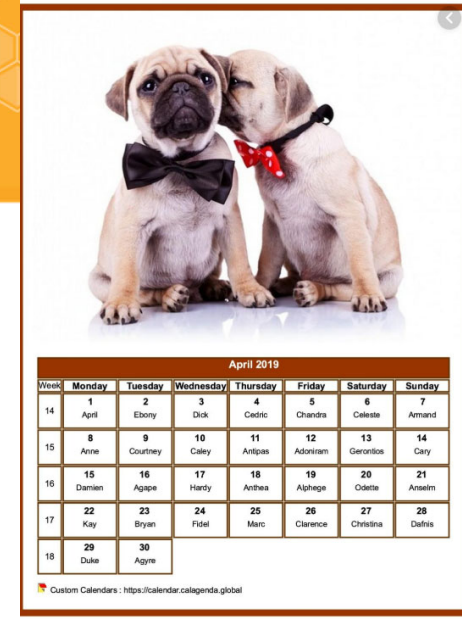 April 2019
Week Monday Tuesday Wednesday Thursday Friday Saturday Sunday
14
1 2 3 4 5 6 7
April Ebony Dick Cedric Chandra Celeste Armand
15
8 9 10 11 12 13 14
Anne Courtney Caley Antipas Adoniram Gerontios Cary
16
15 16 17 18 19 20 21
Damien Agape Hardy Anthea Alphege Odette Anselm
17
22 23 24 25 26 27 28
Kay Bryan Fidel Marc Clarence Christina Dafnis
18
29 30
Duke Agyre
Custom Calendars : https://calendar.calagenda.global